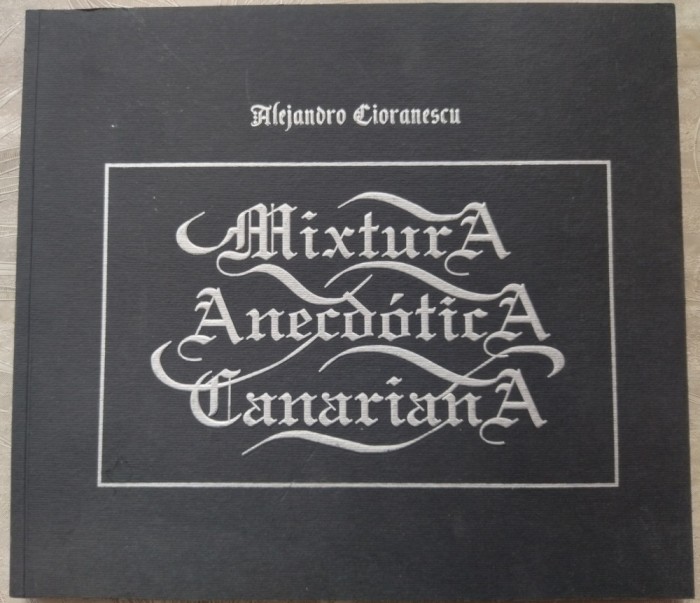 Alejandro Cioranescu
MixturA
AnecdóticA
CanarianA